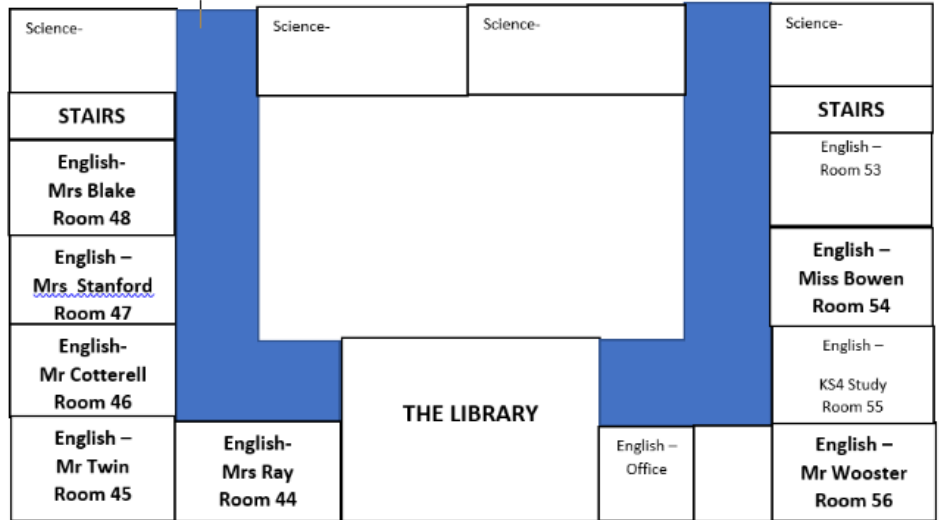 Science-
Science-
Science-
Science-
STAIRS
STAIRS
English-
Mrs Blake
Room 48
English –
Room 53
English –
Mrs  Stanford
Room 47
English –
Miss Bowen
Room 54
English-
Mr Cotterell
Room 46
English –
KS4 Study
Room 55
THE LIBRARY
English –
Mr Twin
Room 45
English-
Mrs Ray
Room 44
English –
Office
English –
Mr Wooster
Room 56